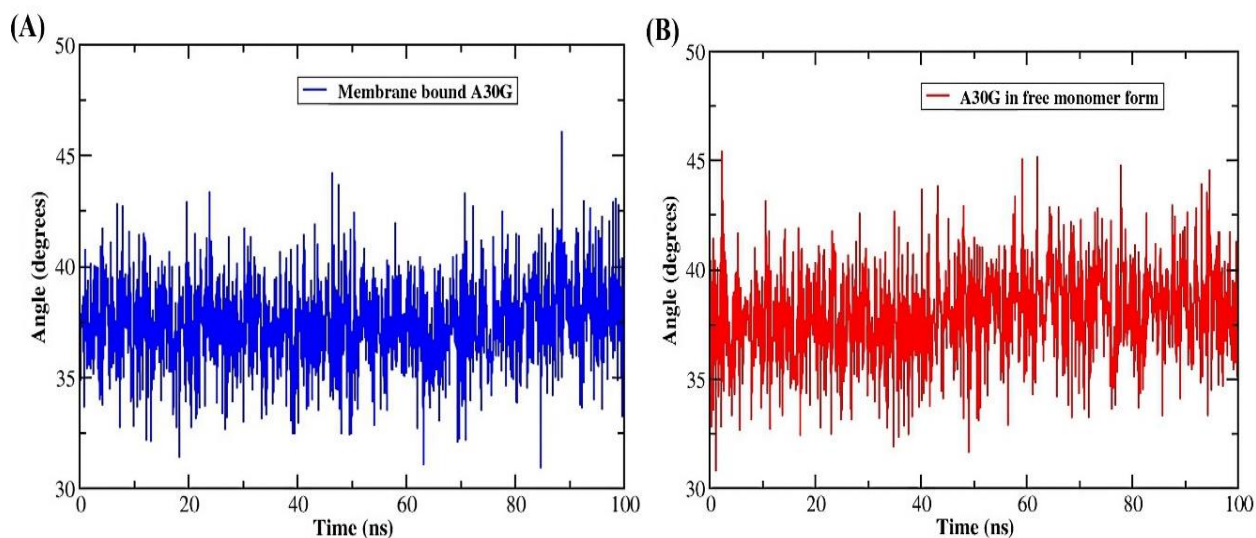 (A)
50
45
40
35
30
Angle (degrees)
Membrane bound A30G
0 20 40 60 80 100
Time (ns)
(B)
50
45
40
35
30
Angle (degrees)
A30G in free monomer form
0 20 40 60 80 100
Time (ns)